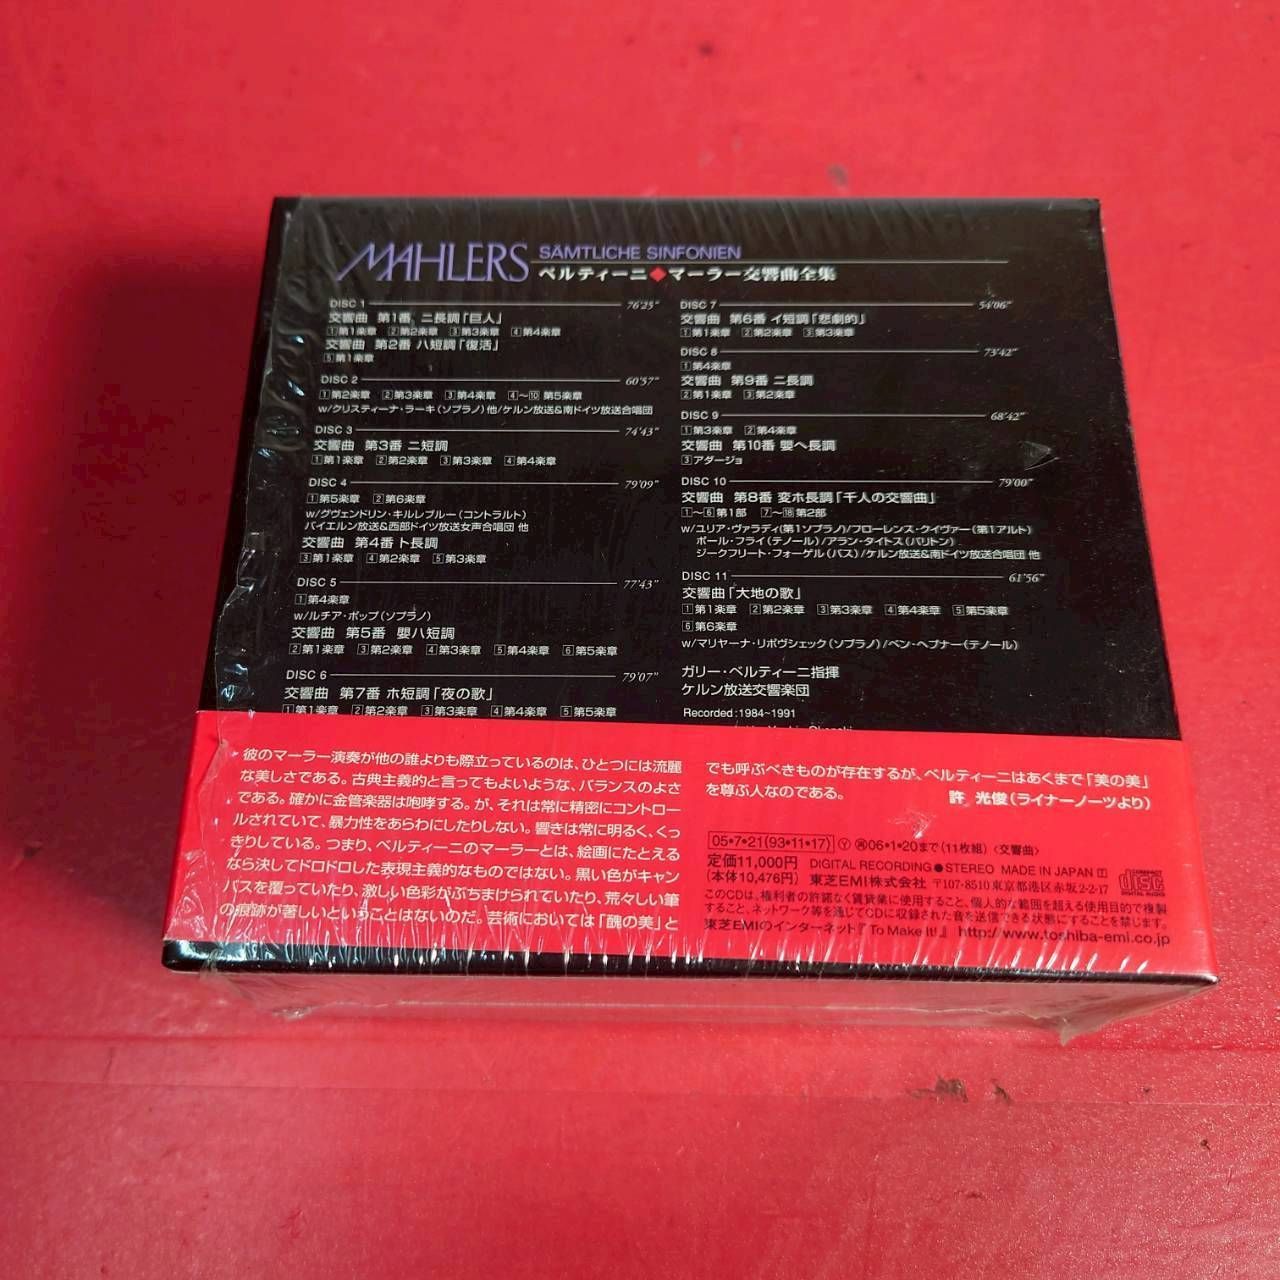 MAHLERS SÄMTLICHE SINFONIEN
ベルティーニ◆マーラー交響曲全集
DISC 1 76'25"
交響曲 第1番 ニ長調「巨人」
1第1楽章 2第2楽章 3第3楽章 4第4楽章
交響曲 第2番 ハ短調「復活」
5第1楽章
DISC 2 60'57"
1第2楽章 2第3楽章 3第4楽章 4〜10 第5楽章
w/クリスティーナ・ラーキ(ソプラノ)他/ケルン放送&南ドイツ放送合唱団
DISC 3 74'43"
交響曲 第3番 ニ短調
1第1楽章 2第2楽章 3第3楽章 4第4楽章
DISC 4 79'09"
1第5楽章 2第6楽章
w/グヴェンドリン・キルレブルー(コントラルト)
バイエルン放送&西部ドイツ放送女声合唱団 他
交響曲 第4番 ト長調
3第1楽章 4第2楽章 5第3楽章
DISC 5 77'43"
1第4楽章
w/ルチア・ポップ(ソプラノ)
交響曲 第5番 嬰ハ短調
2第1楽章 3第2楽章 4第3楽章 5第4楽章 6第5楽章
DISC 6 79'07"
交響曲 第7番 ホ短調「夜の歌」
1第1楽章 2第2楽章 3第3楽章 4第4楽章 5第5楽章
DISC 7 54'06"
交響曲 第6番 イ短調「悲劇的」
1第1楽章 2第2楽章 3第3楽章
DISC 8 73'42"
1第4楽章
交響曲 第9番 ニ長調
2第1楽章 3第2楽章
DISC 9 68'42"
1第3楽章 2第4楽章
交響曲 第10番 嬰ヘ長調
3アダージョ
DISC 10 79'00"
交響曲 第8番 変ホ長調「千人の交響曲」
1〜6第1部 7〜18第2部
w/ユリア・ヴァラディ(第1ソプラノ)/フローレンス・クイヴァー(第1アルト)
ポール・フライ(テノール)/アラン・タイトス(バリトン)
ジークフリート・フォーゲル(バス)/ケルン放送&南ドイツ放送合唱団 他
DISC 11 61'56"
交響曲「大地の歌」
1第1楽章 2第2楽章 3第3楽章 4第4楽章 5第5楽章
6第6楽章
w/マリヤーナ・リポヴシェック(ソプラノ)/ベン・ヘプナー(テノール)
ガリー・ベルティーニ指揮
ケルン放送交響楽団
Recorded:1984~1991
彼のマーラー演奏が他の誰よりも際立っているのは、ひとつには流麗
な美しさである。古典主義的と言ってもよいような、バランスのよさ
である。確かに金管楽器は咆哮する。が、それは常に精密にコントロー
ルされていて、暴力性をあらわにしたりしない。響きは常に明るく、くっ
きりしている。つまり、ベルティーニのマーラーとは、絵画にたとえる
なら決してドロドロした表現主義的なものではない。黒い色がキャン
バスを覆っていたり、激しい色彩がぶちまけられていたり、荒々しい筆
の痕跡が著しいということはないのだ。芸術においては「醜の美」と
でも呼ぶべきものが存在するが、ベルティーニはあくまで「美の美」
を尊ぶ人なのである。 許 光俊(ライナーノーツより)
05・7・21(93・11・17) Ⓨ 再06・1・20まで(11枚組)〈交響曲〉
定価11,000円 DIGITAL RECORDING●STEREO MADE IN JAPAN
(本体10,476円) 東芝EMI株式会社 〒107-8510 東京都港区赤坂2-2-17
COMPACT disc DIGITAL AUDIO
このCDは、権利者の許諾なく賃貸業に使用すること、個人的な範囲を超える使用目的で複製
すること、ネットワーク等を通じてCDに収録された音を送信できる状態にすることを禁じます。
東芝EMIのインターネット『To Make It!』 http://www.toshiba-emi.co.jp